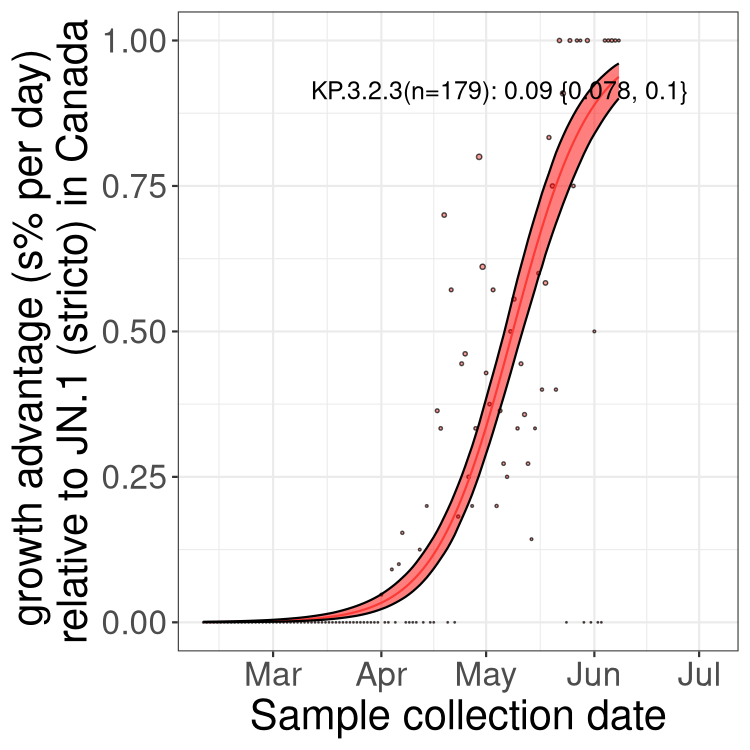 growth advantage (s% per day)
relative to JN.1 (stricto) in Canada
1.00
0.75
0.50
0.25
0.00
KP.3.2.3(n=179): 0.09 {0.078, 0.1}
Mar Apr May Jun Jul
Sample collection date